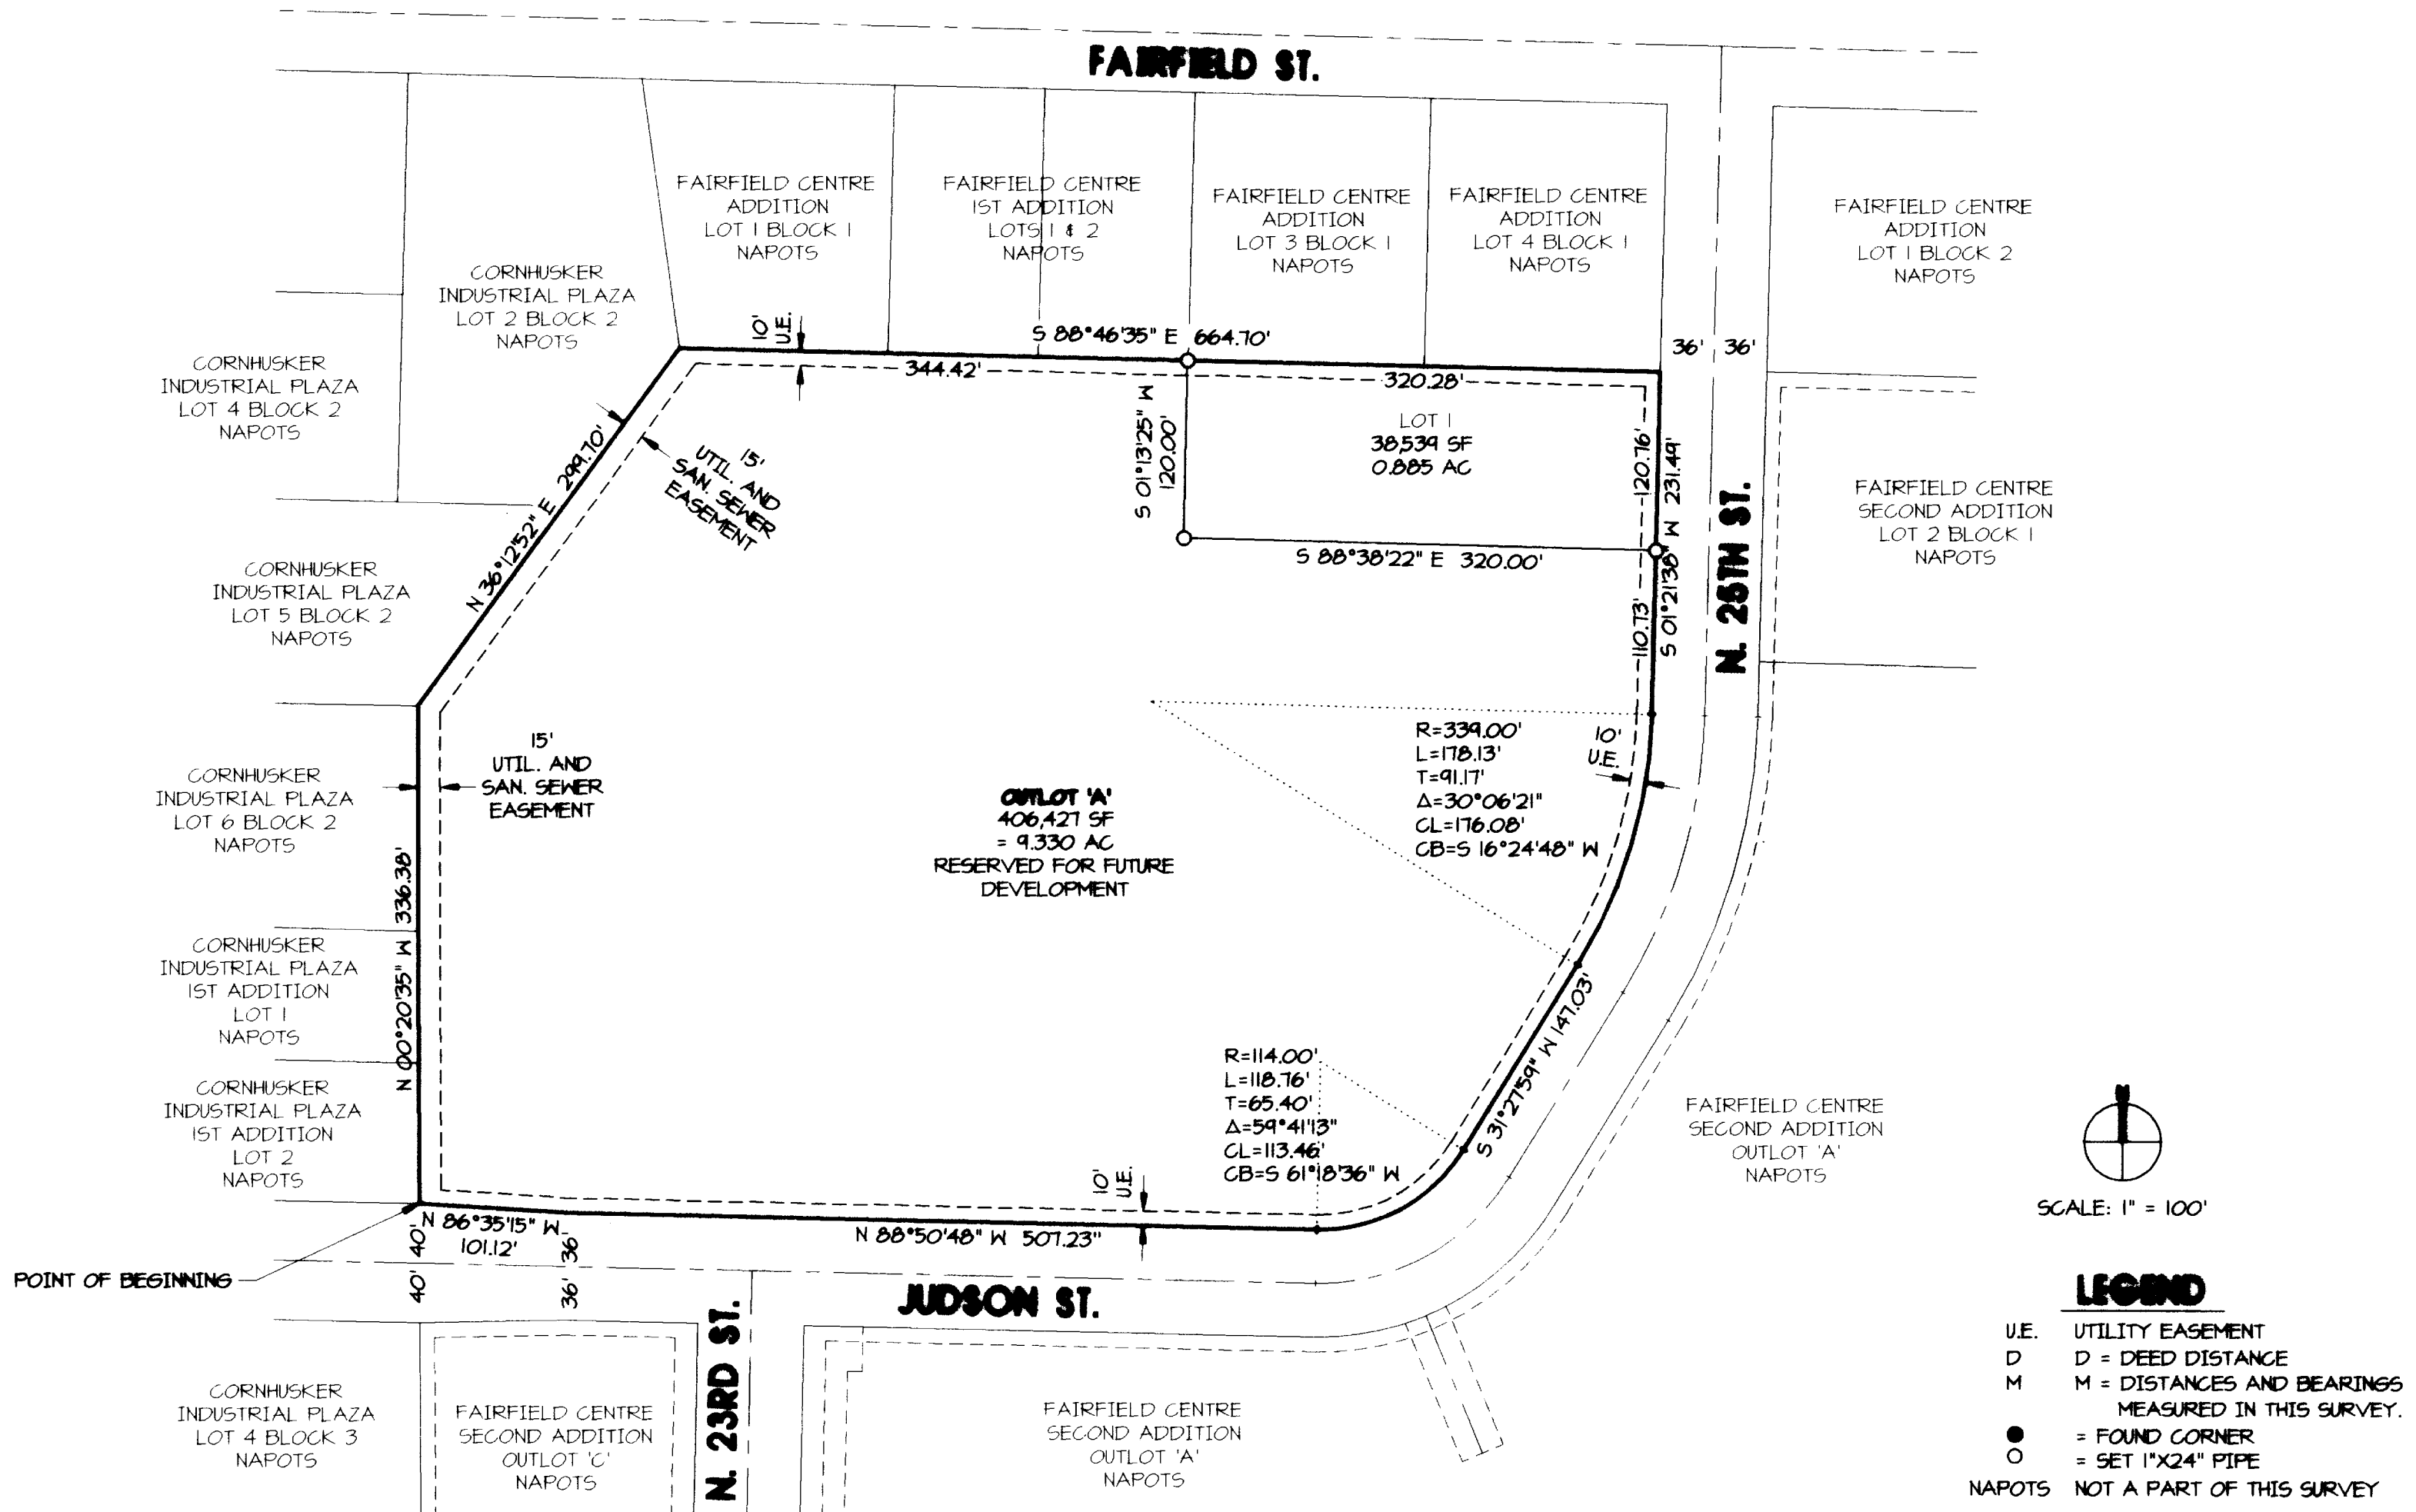 FAIRFIELD ST.
FAIRFIELD CENTRE
ADDITION
LOT 1 BLOCK 1
NAPOTS
FAIRFIELD CENTRE
1ST ADDITION
LOTS 1 & 2
NAPOTS
FAIRFIELD CENTRE
ADDITION
LOT 3 BLOCK 1
NAPOTS
FAIRFIELD CENTRE
ADDITION
LOT 4 BLOCK 1
NAPOTS
FAIRFIELD CENTRE
ADDITION
LOT 1 BLOCK 2
NAPOTS
CORNHUSKER
INDUSTRIAL PLAZA
LOT 2 BLOCK 2
NAPOTS
10'
U.E.
S 88°46'35" E 664.70'
36' 36'
344.42'
320.28'
CORNHUSKER
INDUSTRIAL PLAZA
LOT 4 BLOCK 2
NAPOTS
N 36°12'52" E 299.70'
15'
UTIL. AND
SAN. SEWER
EASEMENT
S 01°13'25" W
120.00'
LOT 1
38,539 SF
0.885 AC
120.76'
S 01°21'38" W 231.49'
S 88°38'22" E 320.00'
110.73'
N. 25TH ST.
FAIRFIELD CENTRE
SECOND ADDITION
LOT 2 BLOCK 1
NAPOTS
CORNHUSKER
INDUSTRIAL PLAZA
LOT 5 BLOCK 2
NAPOTS
15'
UTIL. AND
SAN. SEWER
EASEMENT
R=339.00'
L=178.13'
T=91.17'
Δ=30°06'21"
CL=176.08'
CB=S 16°24'48" W
10'
U.E.
CORNHUSKER
INDUSTRIAL PLAZA
LOT 6 BLOCK 2
NAPOTS
OUTLOT 'A'
406,427 SF
= 9.330 AC
RESERVED FOR FUTURE
DEVELOPMENT
N 00°20'35" W 336.38'
CORNHUSKER
INDUSTRIAL PLAZA
1ST ADDITION
LOT 1
NAPOTS
S 31°27'59" W 147.03'
R=114.00'
L=118.76'
T=65.40'
Δ=59°41'13"
CL=113.46'
CB=S 61°18'36" W
CORNHUSKER
INDUSTRIAL PLAZA
1ST ADDITION
LOT 2
NAPOTS
FAIRFIELD CENTRE
SECOND ADDITION
OUTLOT 'A'
NAPOTS
N
SCALE: 1" = 100'
10'
U.E.
N 86°35'15" W
101.12'
N 88°50'48" W 507.23"
40'
40'
36'
36'
POINT OF BEGINNING
JUDSON ST.
N. 23RD ST.
CORNHUSKER
INDUSTRIAL PLAZA
LOT 4 BLOCK 3
NAPOTS
FAIRFIELD CENTRE
SECOND ADDITION
OUTLOT 'C'
NAPOTS
FAIRFIELD CENTRE
SECOND ADDITION
OUTLOT 'A'
NAPOTS
LEGEND
U.E. UTILITY EASEMENT
D D = DEED DISTANCE
M M = DISTANCES AND BEARINGS
MEASURED IN THIS SURVEY.
= FOUND CORNER
= SET 1"X24" PIPE
NAPOTS NOT A PART OF THIS SURVEY